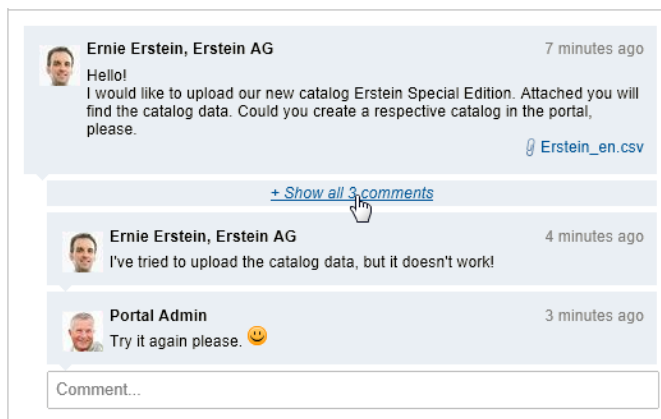 Ernie Erstein, Erstein AG 7 minutes ago
Hello!
I would like to upload our new catalog Erstein Special Edition. Attached you will
find the catalog data. Could you create a respective catalog in the portal,
please.
Erstein_en.csv
+ Show all 3 comments
Ernie Erstein, Erstein AG 4 minutes ago
I've tried to upload the catalog data, but it doesn't work!
Portal Admin 3 minutes ago
Try it again please.
Comment...